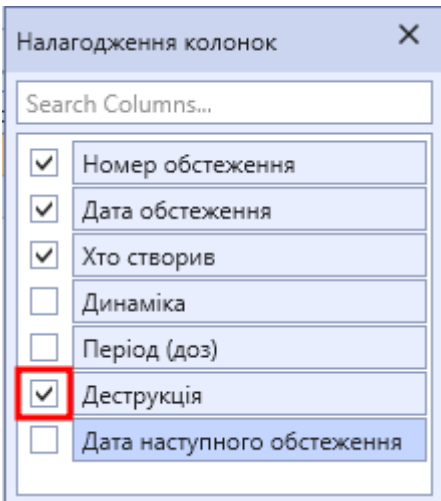 Налагодження колонок
Search Columns...
Номер обстеження
Дата обстеження
Хто створив
Динаміка
Період (доз)
Деструкція
Дата наступного обстеження